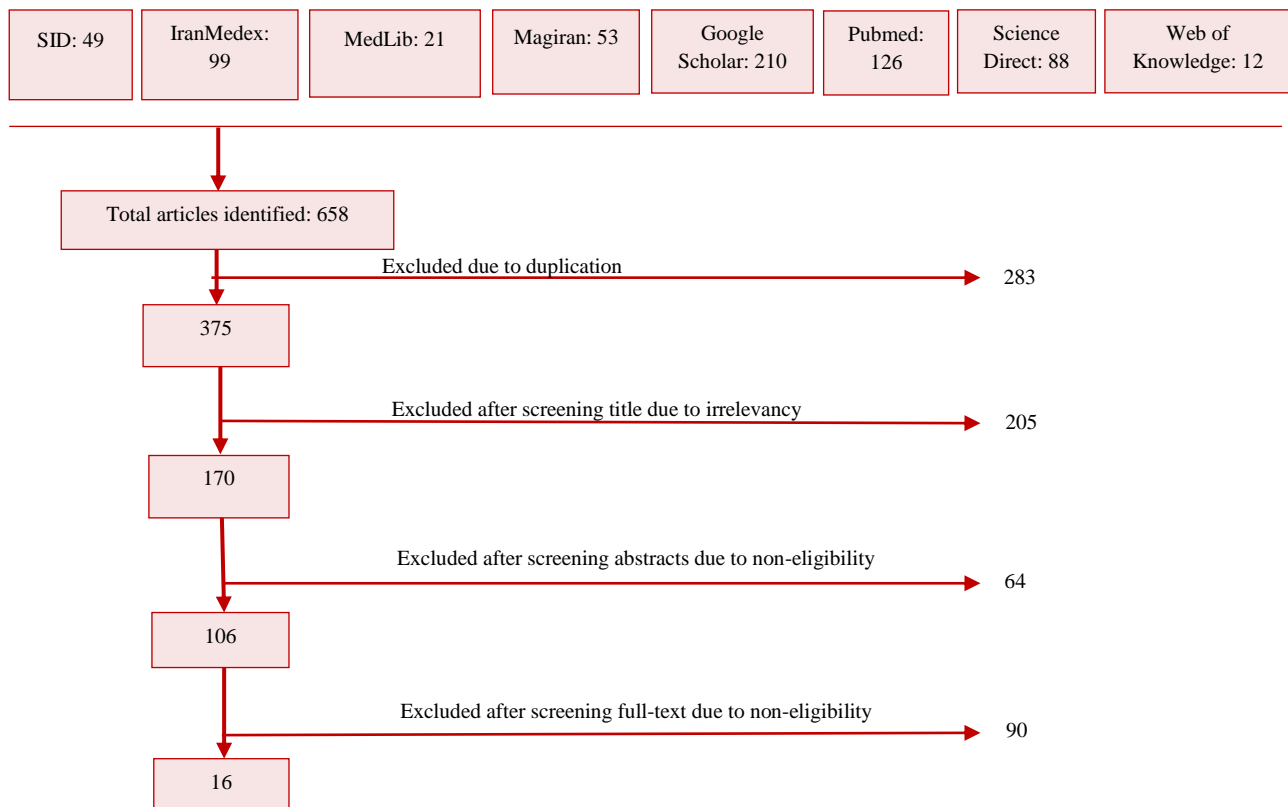 SID: 49
IranMedex:
99
MedLib: 21
Magiran: 53
Google
Scholar: 210
Pubmed:
126
Science
Direct: 88
Web of
Knowledge: 12
Total articles identified: 658
Excluded due to duplication
283
375
Excluded after screening title due to irrelevancy
205
170
Excluded after screening abstracts due to non-eligibility
64
106
Excluded after screening full-text due to non-eligibility
90
16